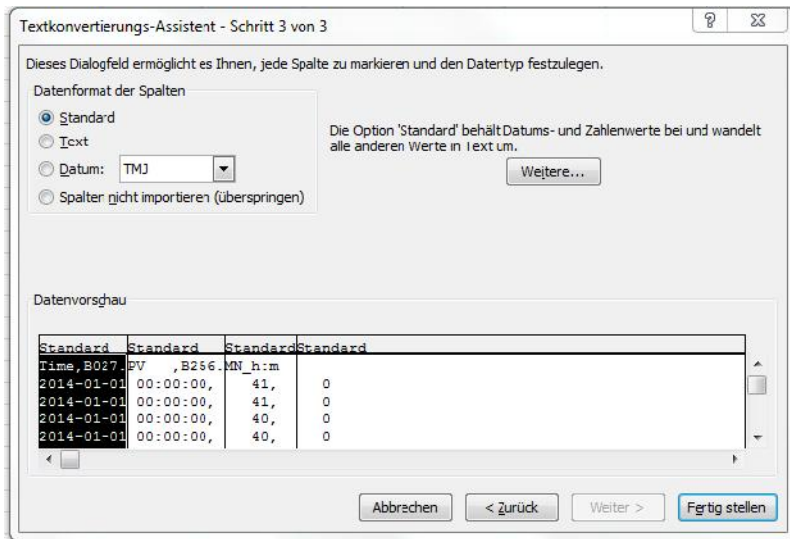 Textkonvertierungs-Assistent - Schritt 3 von 3
Dieses Dialogfeld ermöglicht es Ihnen, jede Spalte zu markieren und den Datentyp festzulegen.
Datenformat der Spalten
Standard
Text
Datum: TMJ
Spalten nicht importieren (überspringen)
Die Option 'Standard' behält Datums- und Zahlenwerte bei und wandelt
alle anderen Werte in Text um.
Weitere...
Datenvorschau
Standard Standard Standard Standard
Time,B027.PV ,B256.MN_h:m
2014-01-01 00:00:00, 41, 0
2014-01-01 00:00:00, 41, 0
2014-01-01 00:00:00, 40, 0
2014-01-01 00:00:00, 40, 0
Abbrechen < Zurück Weiter > Fertig stellen